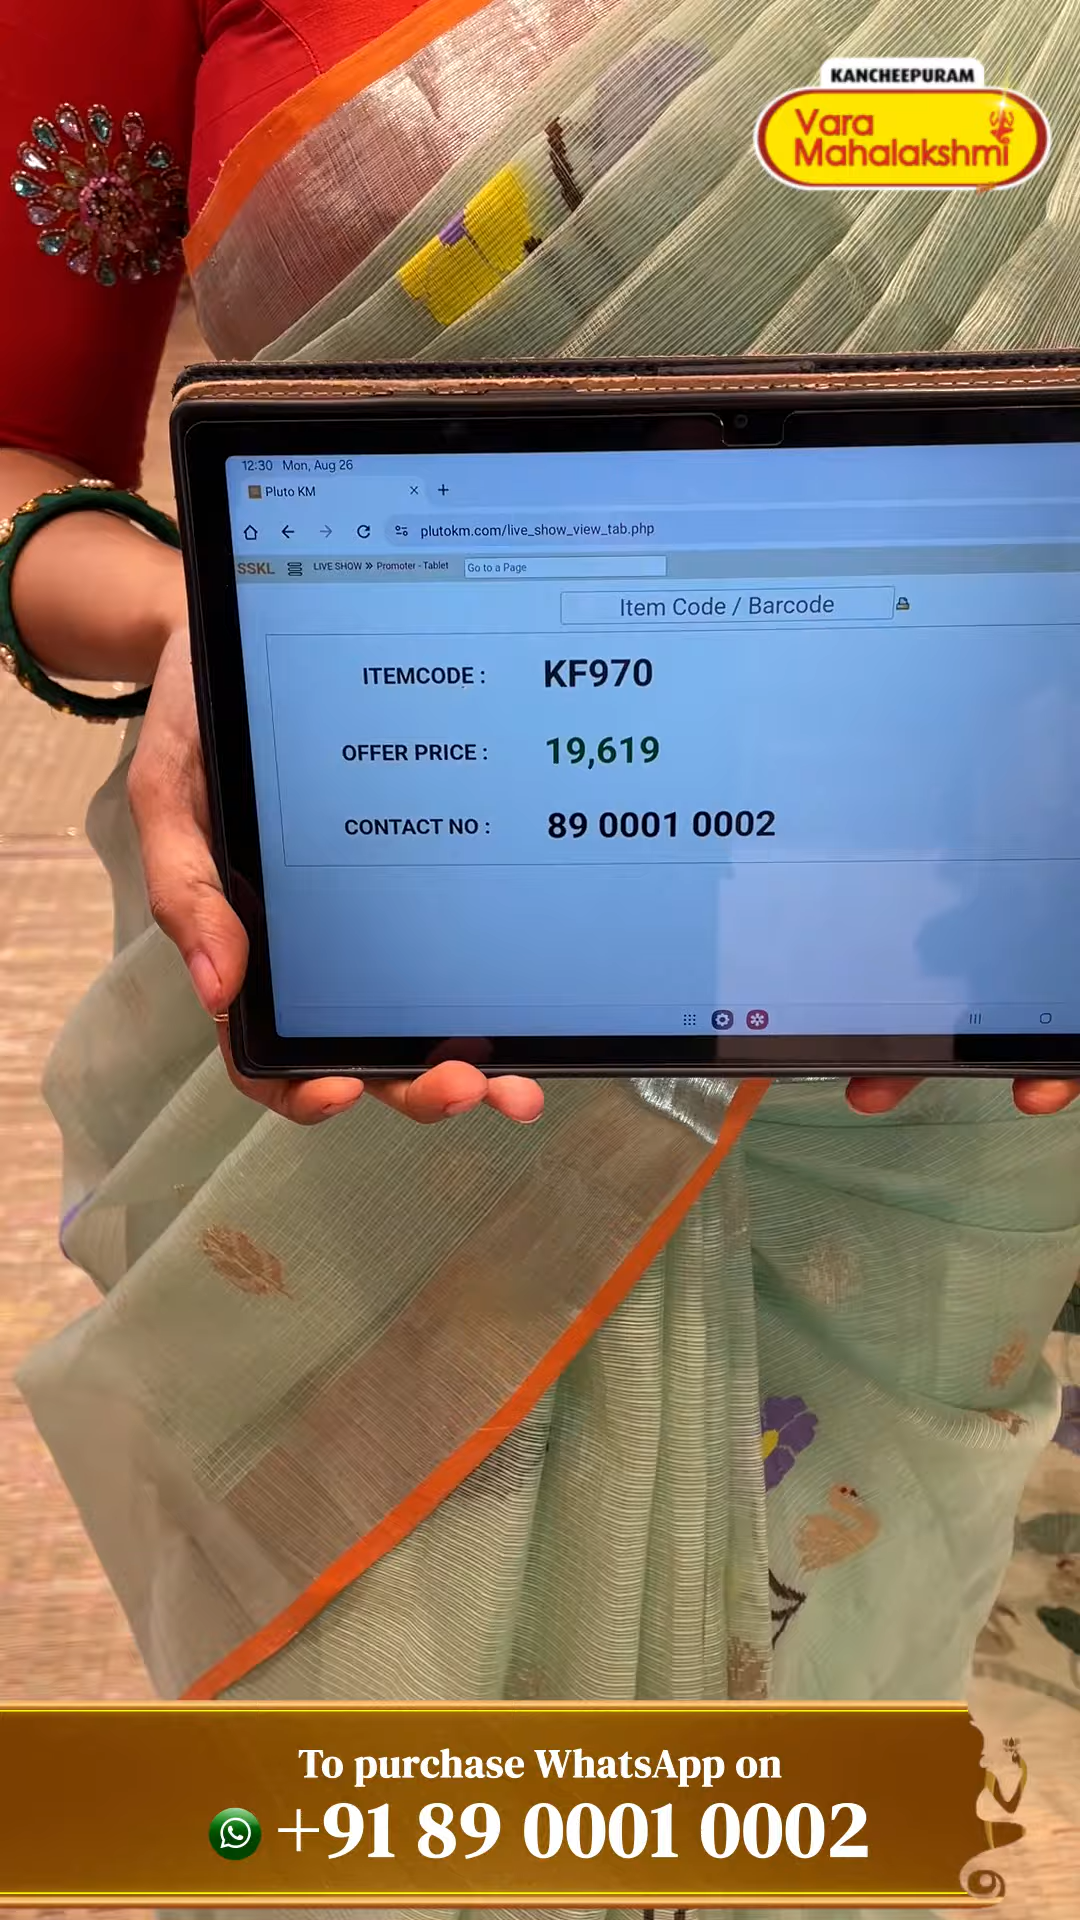 KANCHEEPURAM
Vara
Mahalakshmi
12:30 Mon, Aug 26
Pluto KM
plutokm.com/live_show_view_tab.php
SSKL LIVE SHOW » Promoter - Tablet Go to a Page
Item Code / Barcode
ITEMCODE : KF970
OFFER PRICE : 19,619
CONTACT NO : 89 0001 0002
To purchase WhatsApp on
+91 89 0001 0002